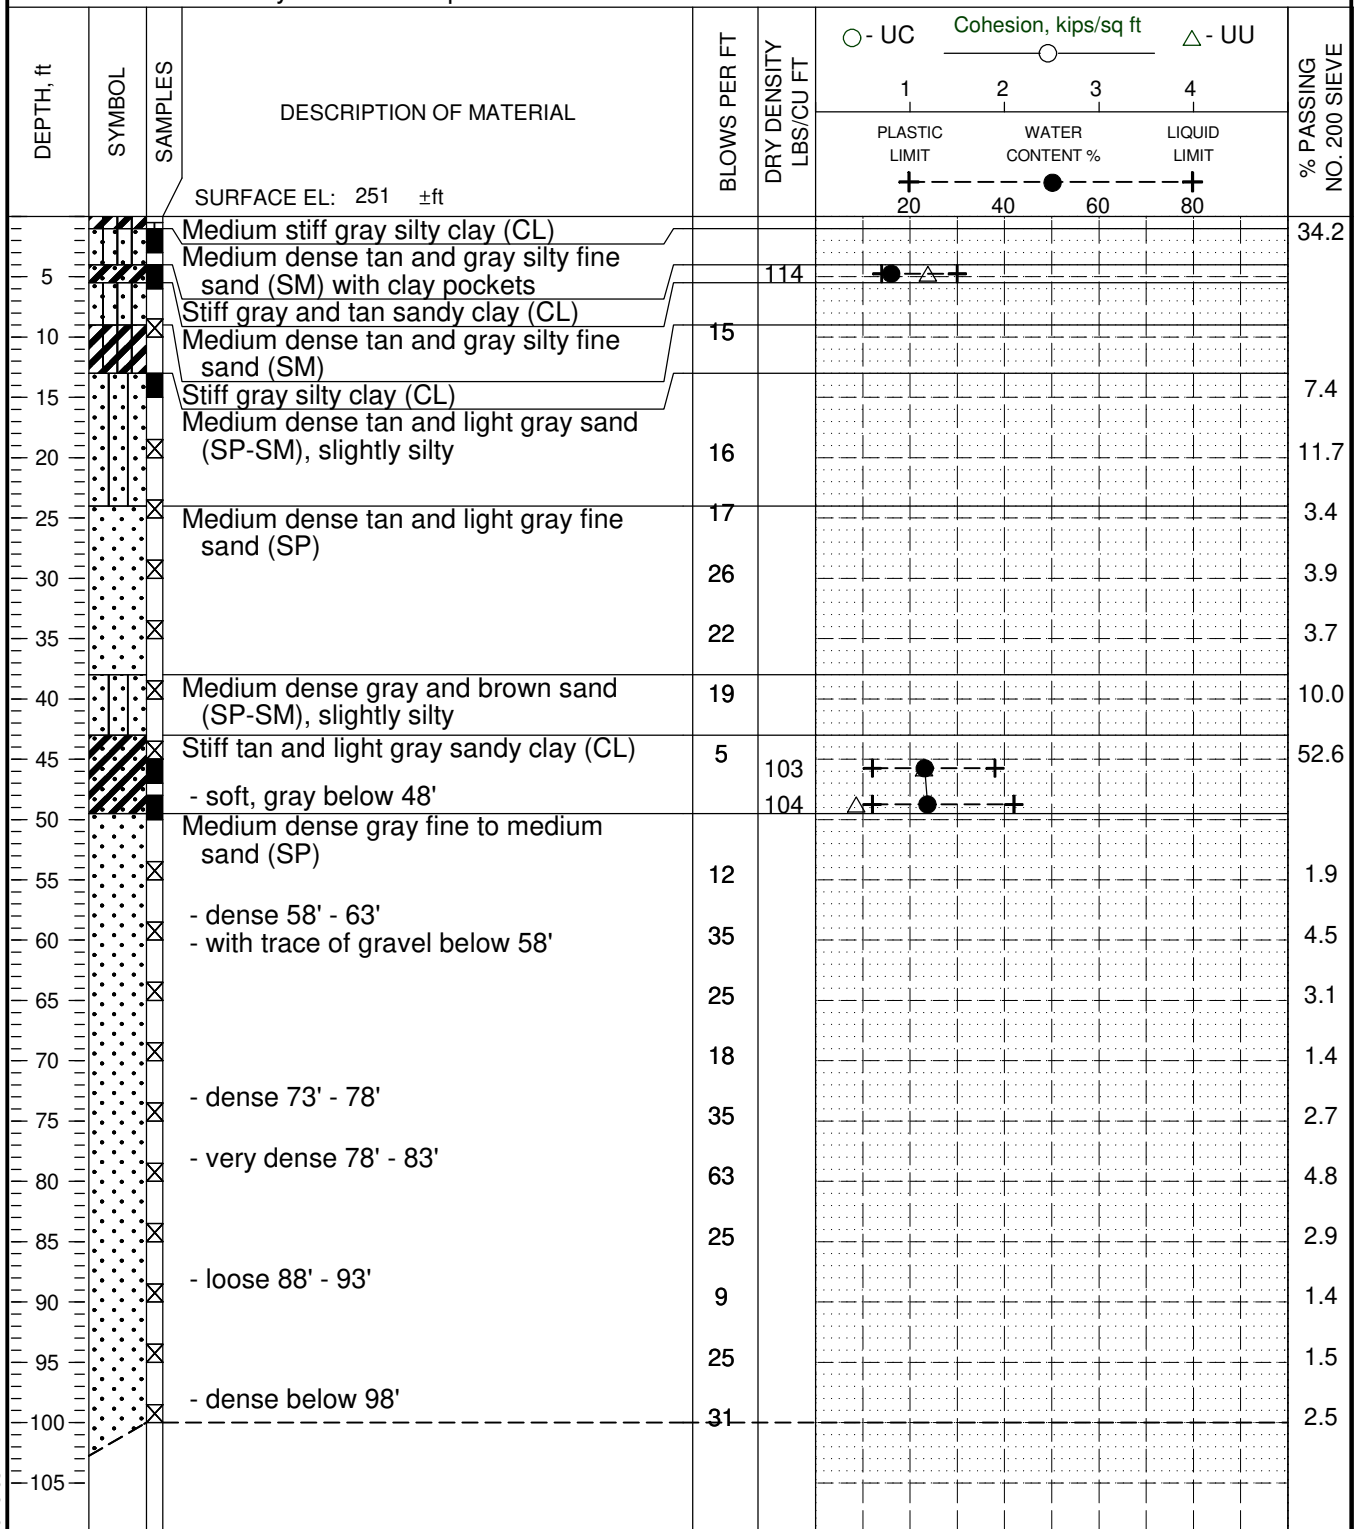 DEPTH, ft
SYMBOL
SAMPLES
DESCRIPTION OF MATERIAL
SURFACE EL: 251 ±ft
BLOWS PER FT
DRY DENSITY
LBS/CU FT
- UC
Cohesion, kips/sq ft
- UU
1 2 3 4
PLASTIC
LIMIT
WATER
CONTENT %
LIQUID
LIMIT
20 40 60 80
% PASSING
NO. 200 SIEVE
Medium stiff gray silty clay (CL)
34.2
Medium dense tan and gray silty fine
sand (SM) with clay pockets
5
114
Stiff gray and tan sandy clay (CL)
10
15
Medium dense tan and gray silty fine
sand (SM)
Stiff gray silty clay (CL)
15
7.4
Medium dense tan and light gray sand
(SP-SM), slightly silty
20
16
11.7
25
17
3.4
Medium dense tan and light gray fine
sand (SP)
30
26
3.9
35
22
3.7
40
19
10.0
Medium dense gray and brown sand
(SP-SM), slightly silty
Stiff tan and light gray sandy clay (CL)
45
5
52.6
103
- soft, gray below 48'
104
50
Medium dense gray fine to medium
sand (SP)
55
12
1.9
- dense 58' - 63'
60
35
4.5
- with trace of gravel below 58'
65
25
3.1
70
18
1.4
- dense 73' - 78'
75
35
2.7
- very dense 78' - 83'
80
63
4.8
85
25
2.9
- loose 88' - 93'
90
9
1.4
95
25
1.5
- dense below 98'
100
31
2.5
105